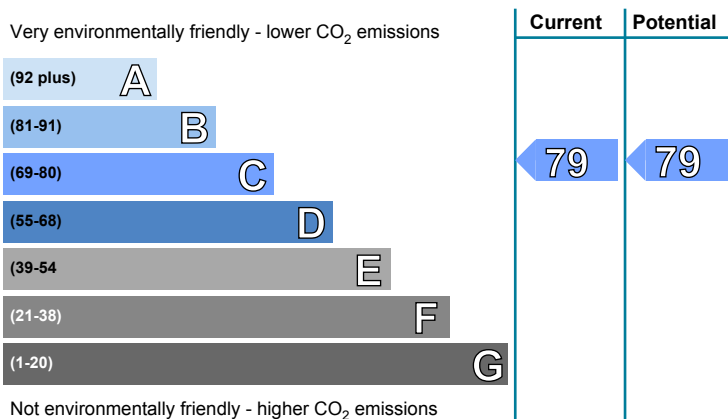 Current Potential
Very environmentally friendly - lower CO2 emissions
(92 plus) A
(81-91) B
(69-80) C 79 79
(55-68) D
(39-54 E
(21-38) F
(1-20) G
Not environmentally friendly - higher CO2 emissions